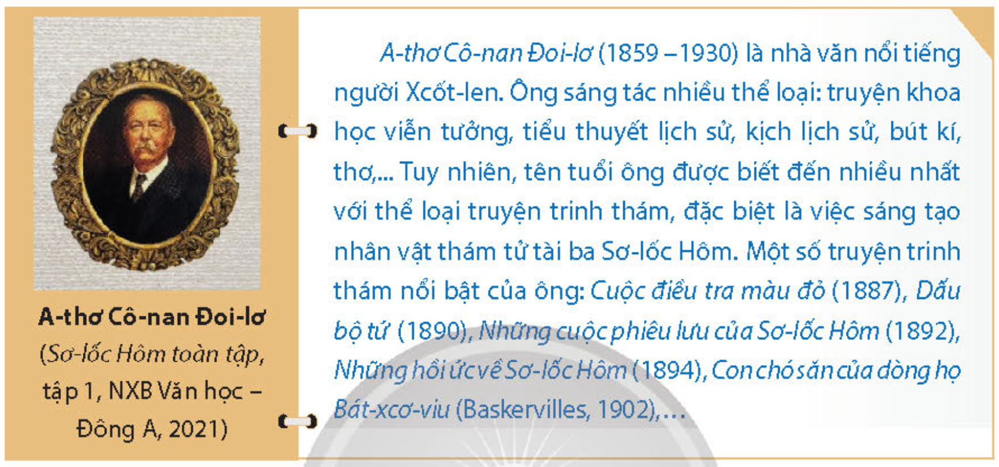 A-thơ Cô-nan Đoi-lơ
(Sơ-lốc Hôm toàn tập,
tập 1, NXB Văn học –
Đông A, 2021)
A-thơ Cô-nan Đoi-lơ (1859 – 1930) là nhà văn nổi tiếng
người Xcốt-len. Ông sáng tác nhiều thể loại: truyện khoa
học viễn tưởng, tiểu thuyết lịch sử, kịch lịch sử, bút kí,
thơ,... Tuy nhiên, tên tuổi ông được biết đến nhiều nhất
với thể loại truyện trinh thám, đặc biệt là việc sáng tạo
nhân vật thám tử tài ba Sơ-lốc Hôm. Một số truyện trinh
thám nổi bật của ông: Cuộc điều tra màu đỏ (1887), Dấu
bộ tứ (1890), Những cuộc phiêu lưu của Sơ-lốc Hôm (1892),
Những hồi ức về Sơ-lốc Hôm (1894), Con chó săn của dòng họ
Bát-xcơ-viu (Baskervilles, 1902),...